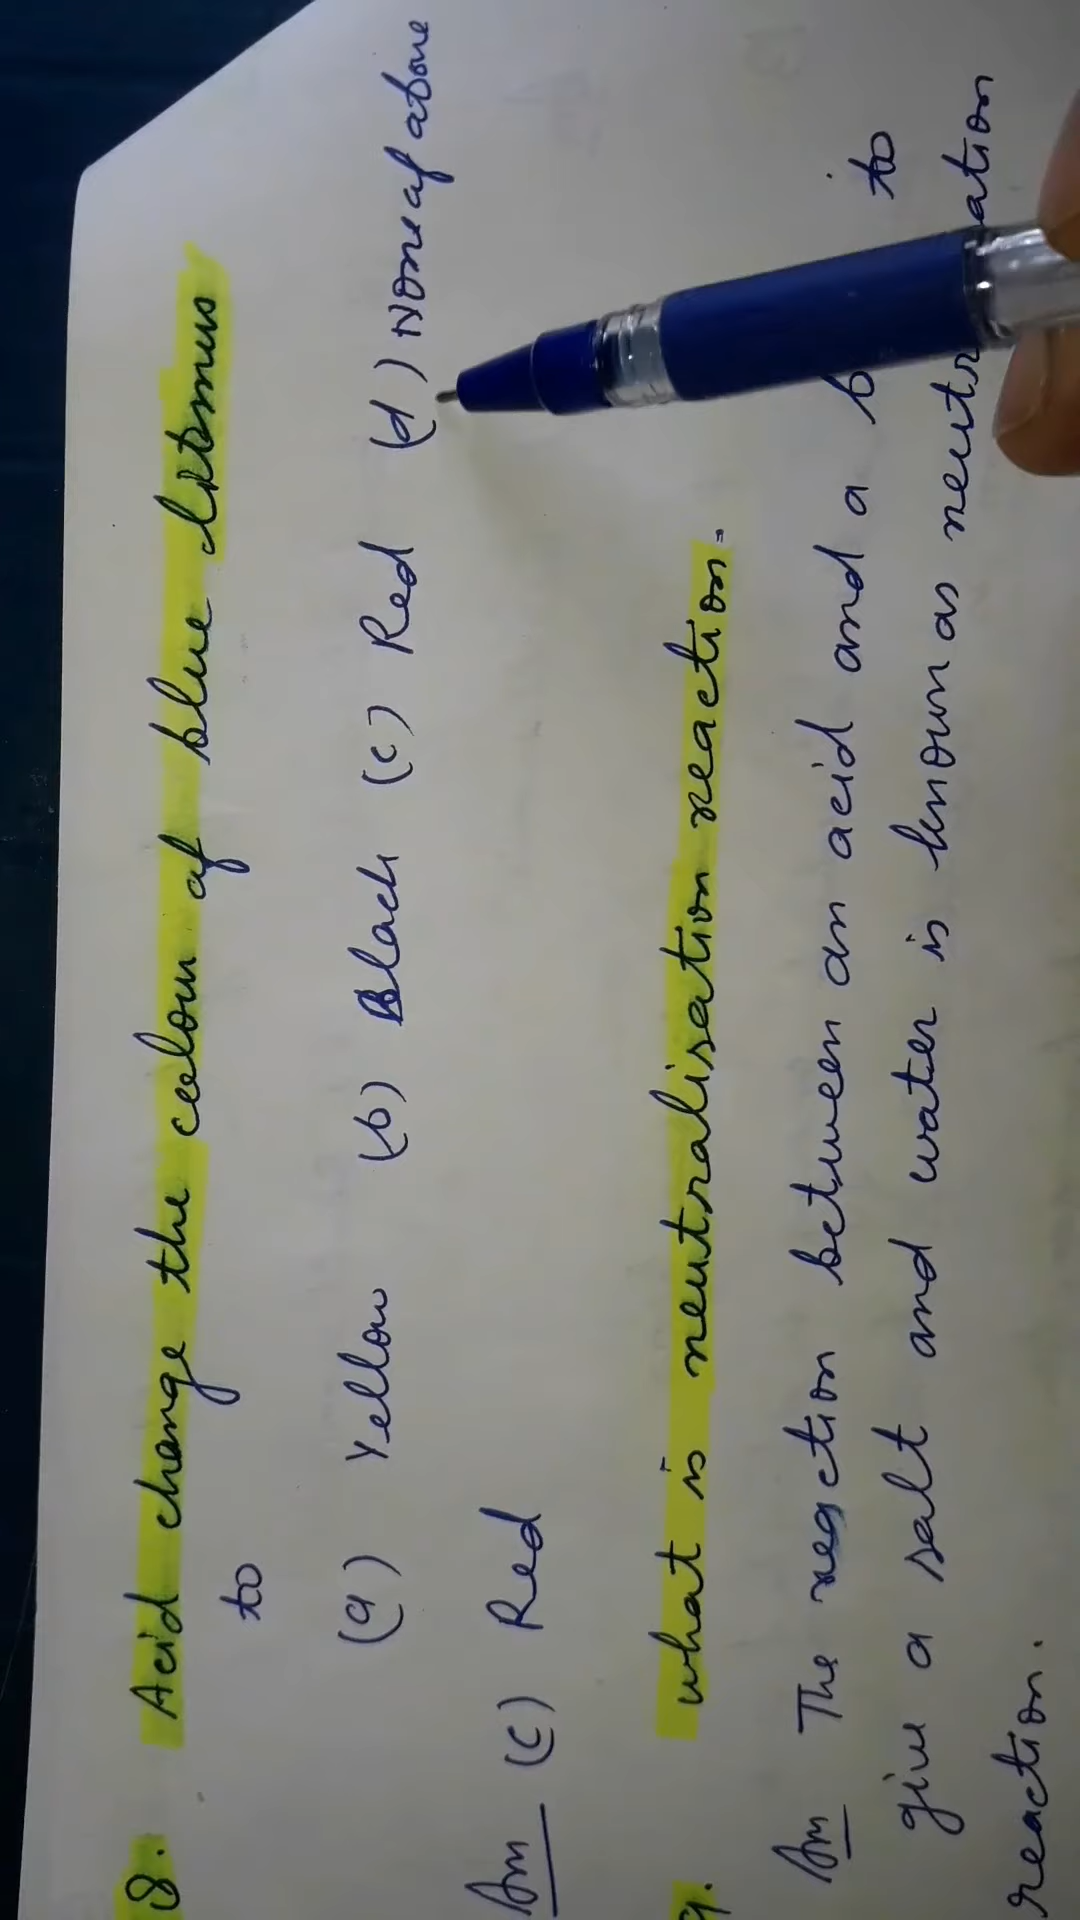 8. Acid change the colour of blue litmus
to
(a) Yellow (b) Black (c) Red (d) None of above
Ans (c) Red
9. what is neutralisation reaction.
Ans The reaction between an acid and a b to
give a salt and water is known as neutr ation
reaction.